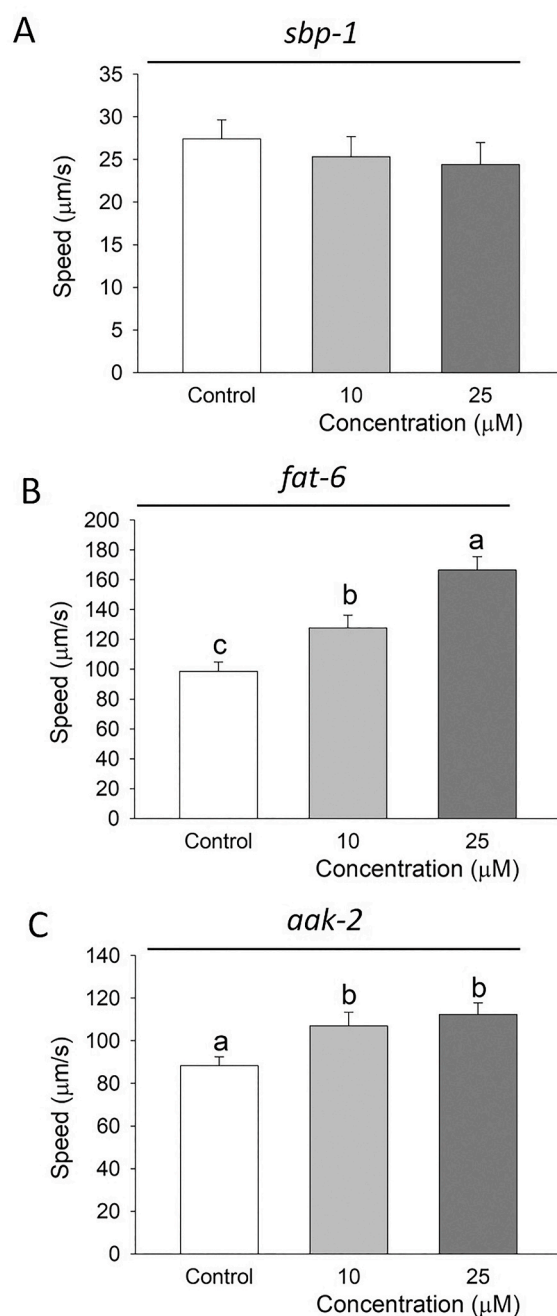 A
sbp-1
Speed (μm/s)
35
30
25
20
15
10
5
0
Control 10 25
Concentration (μM)
B
fat-6
Speed (μm/s)
200
180
160
140
120
100
80
60
40
20
0
c
b
a
Control 10 25
Concentration (μM)
C
aak-2
Speed (μm/s)
140
120
100
80
60
40
20
0
a
b
b
Control 10 25
Concentration (μM)